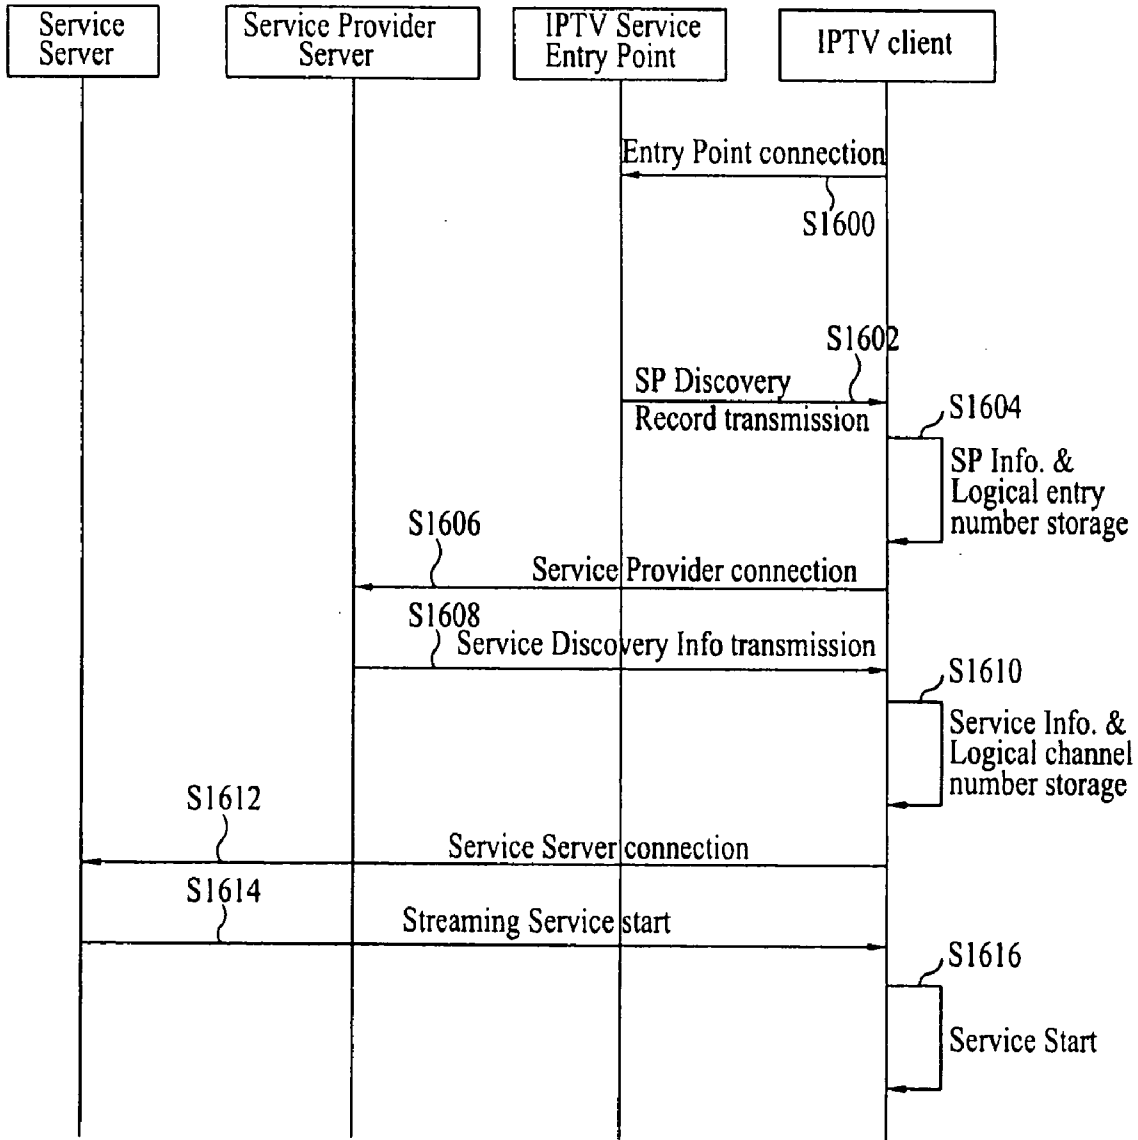 Service
Server
Service Provider
Server
IPTV Service
Entry Point
IPTV client
Entry Point connection
S1600
S1602
SP Discovery
Record transmission
S1604
SP Info. &
Logical entry
number storage
S1606
Service Provider connection
S1608
Service Discovery Info transmission
S1610
Service Info. &
Logical channel
number storage
S1612
Service Server connection
S1614
Streaming Service start
S1616
Service Start